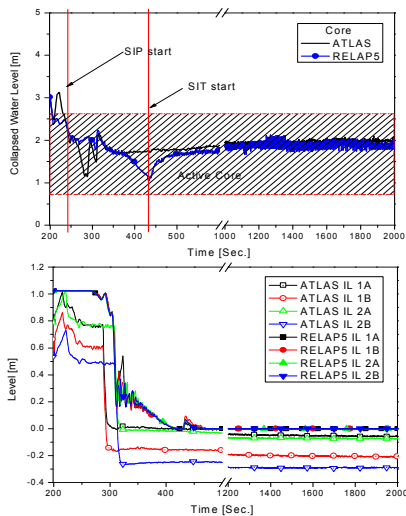 Collapsed Water Level [m]
5
4
3
2
1
0
SIP start
SIT start
Core
ATLAS
RELAP5
Active Core
200 300 400 500 1000 1200 1400 1600 1800 2000
Time [Sec.]
Level [m]
1.2
1.0
0.8
0.6
0.4
0.2
0.0
-0.2
-0.4
ATLAS IL 1A
ATLAS IL 1B
ATLAS IL 2A
ATLAS IL 2B
RELAP5 IL 1A
RELAP5 IL 1B
RELAP5 IL 2A
RELAP5 IL 2B
200 300 400 1200 1400 1600 1800 2000
Time [Sec.]